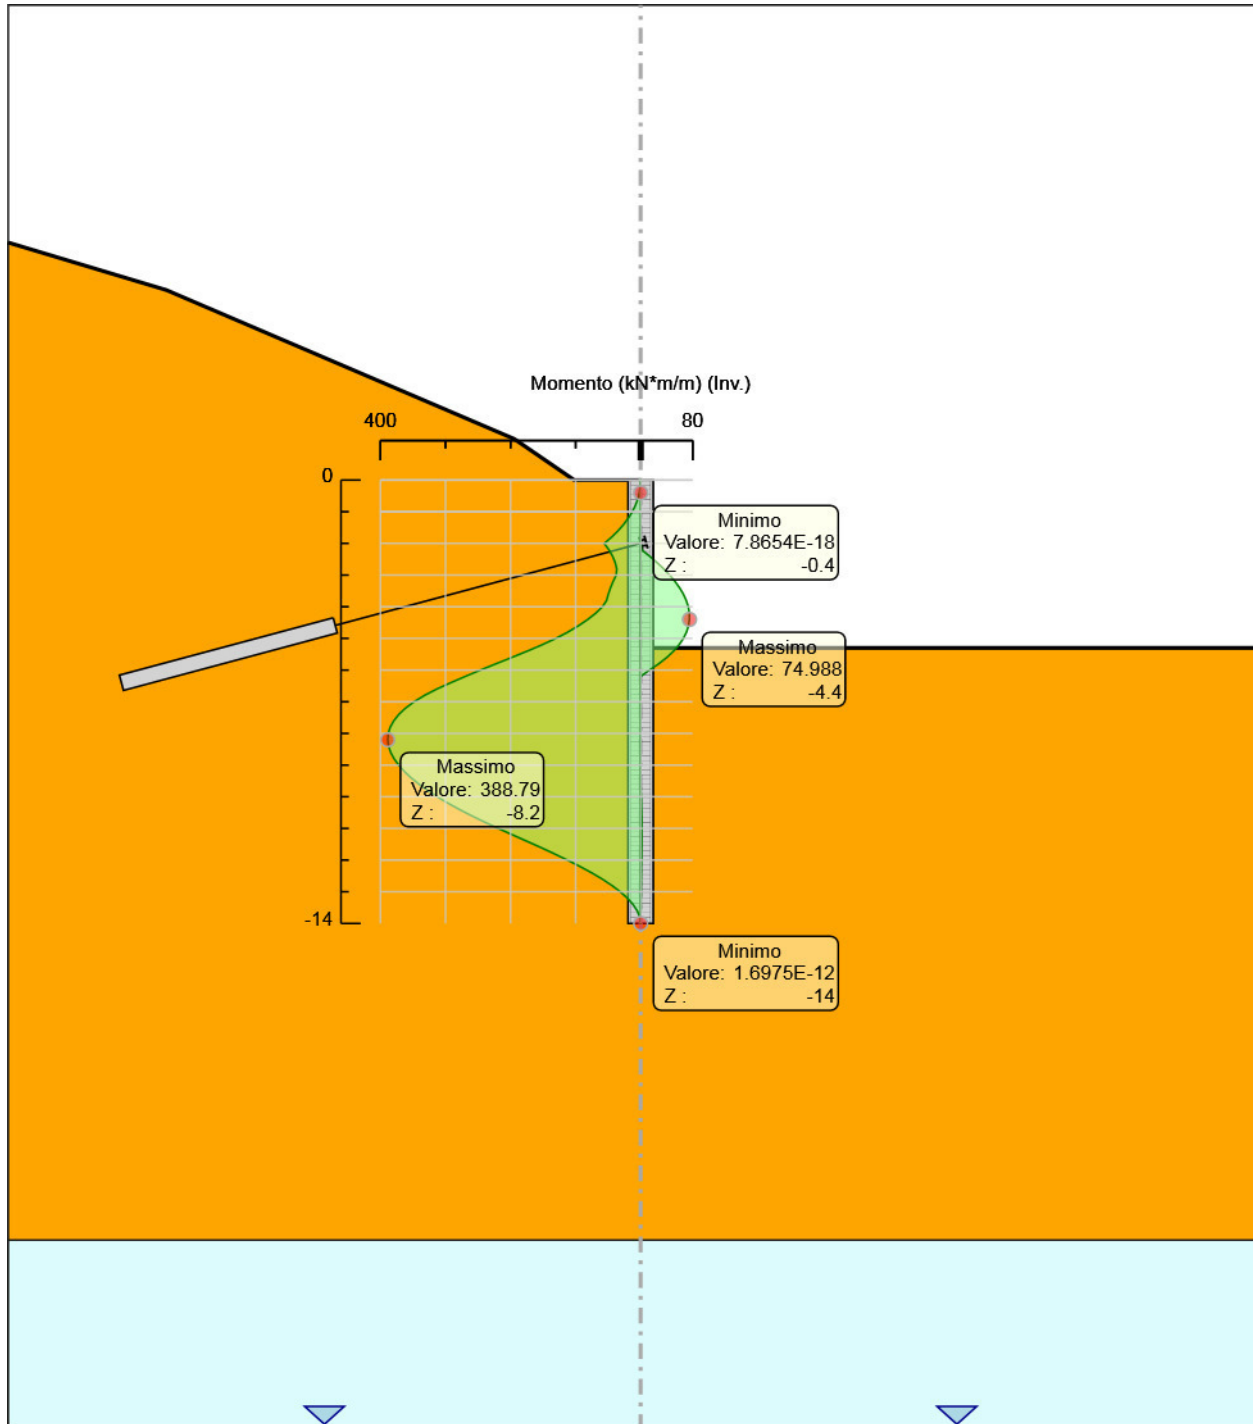 Momento (kN*m/m) (Inv.)
400
80
0
Minimo
Valore: 7.8654E-18
Z : -0.4
Massimo
Valore: 74.988
Z : -4.4
Massimo
Valore: 388.79
Z : -8.2
-14
Minimo
Valore: 1.6975E-12
Z : -14